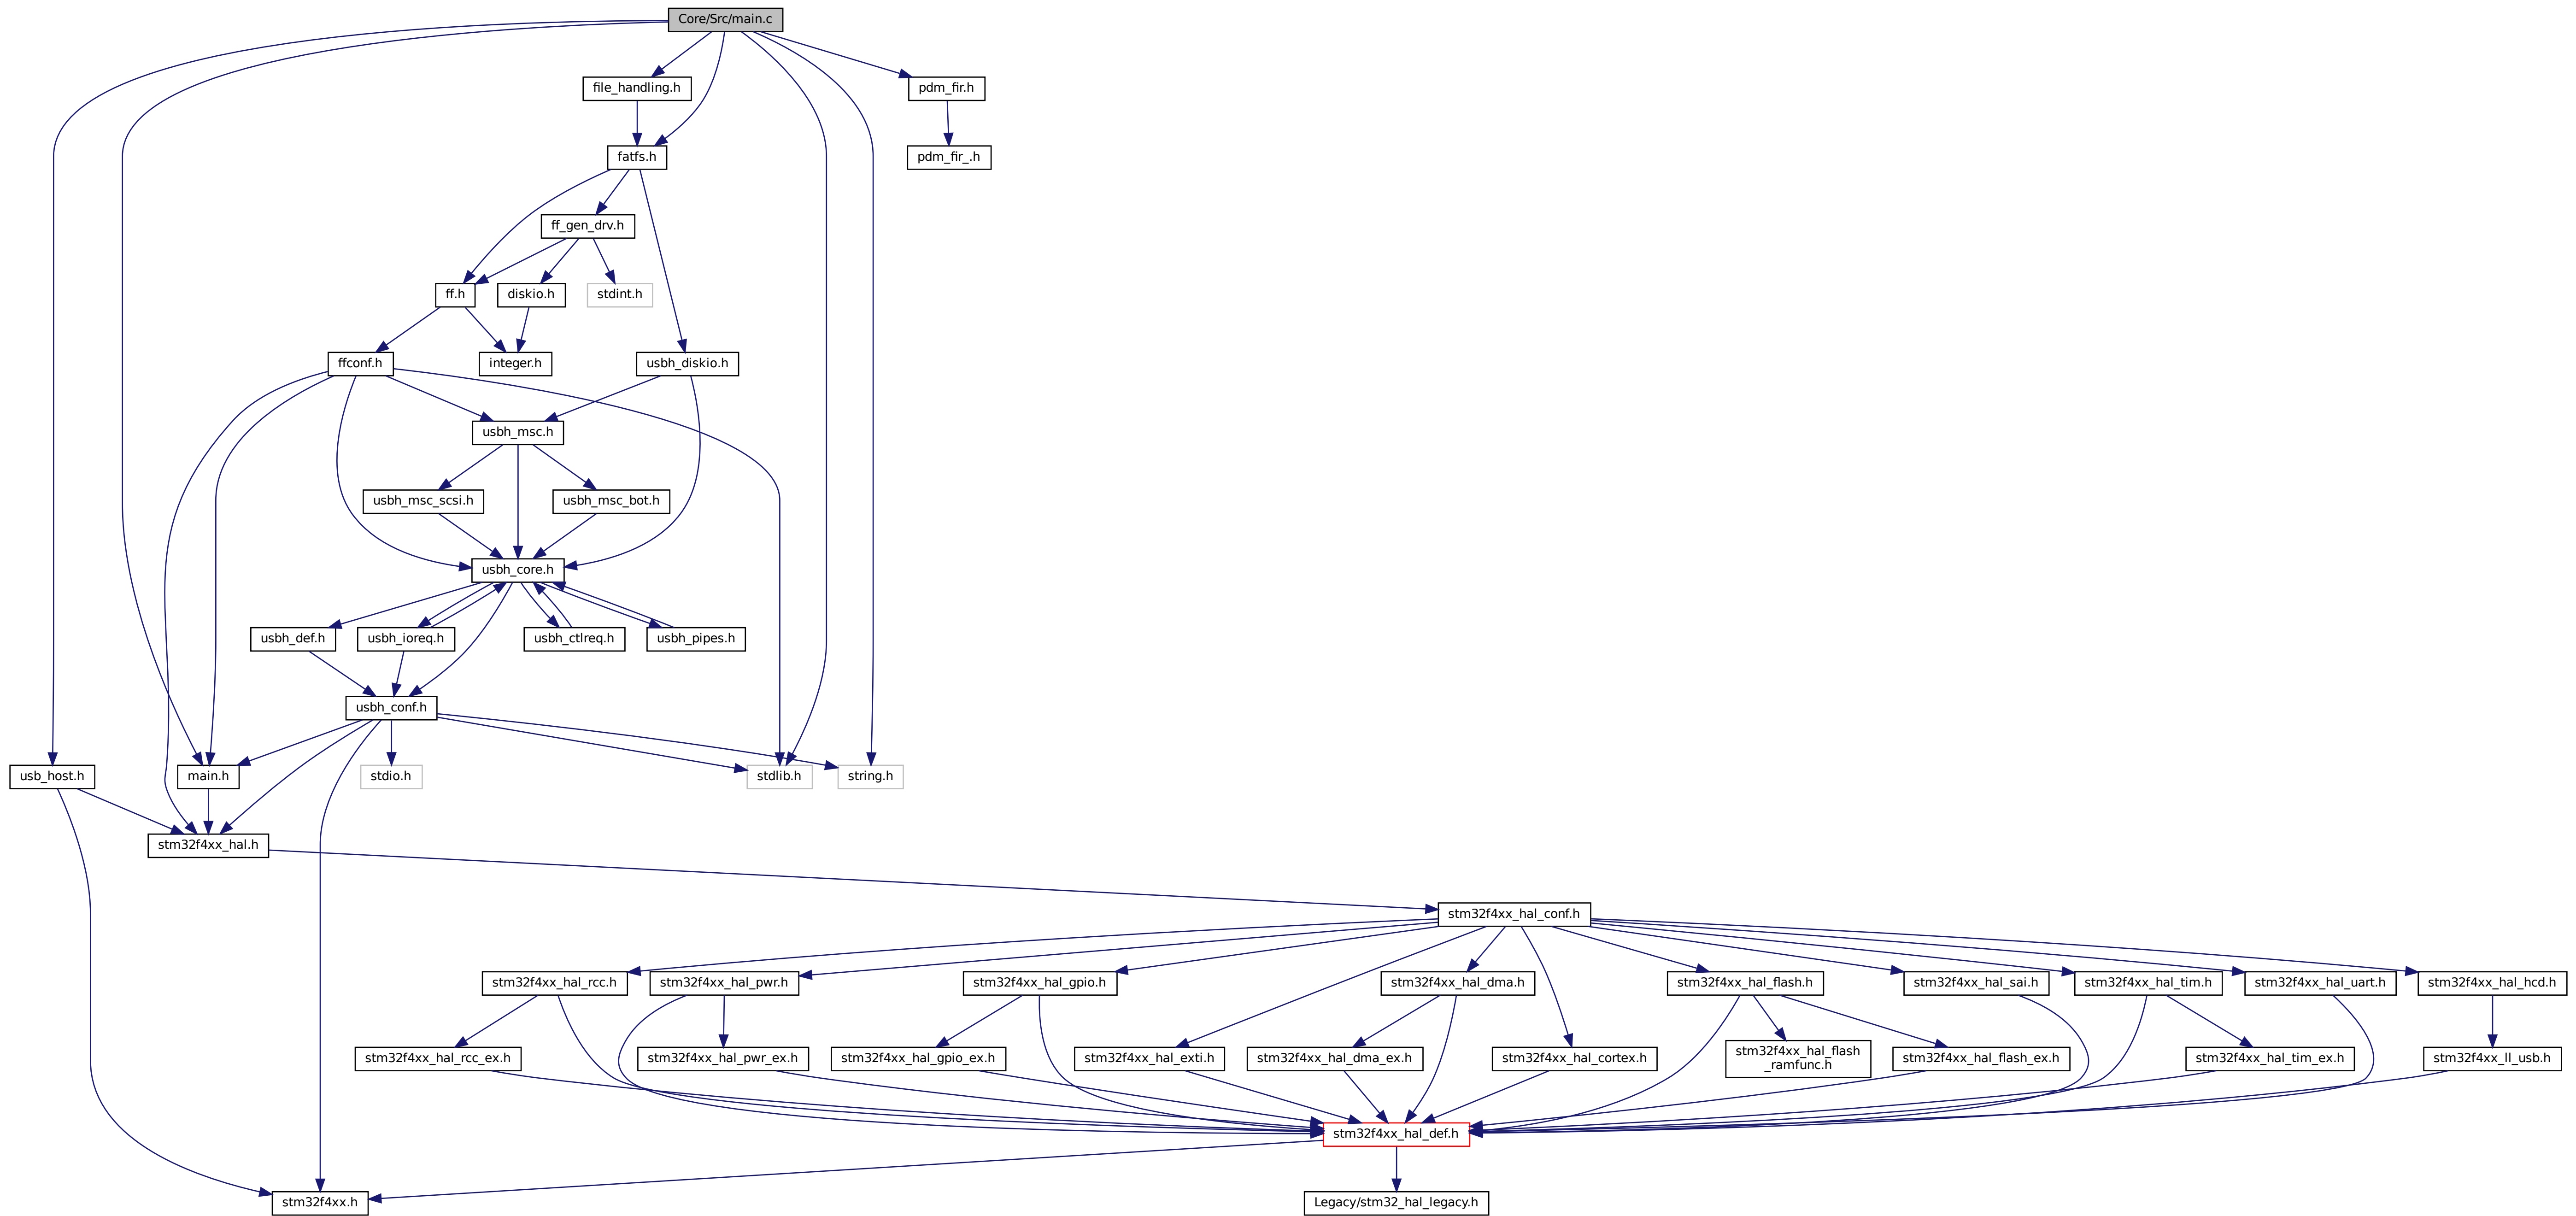 Core/Src/main.c
file_handling.h
pdm_fir.h
fatfs.h
pdm_fir_.h
ff_gen_drv.h
ff.h
diskio.h
stdint.h
ffconf.h
integer.h
usbh_diskio.h
usbh_msc.h
usbh_msc_scsi.h
usbh_msc_bot.h
usbh_core.h
usbh_def.h
usbh_ioreq.h
usbh_ctlreq.h
usbh_pipes.h
usbh_conf.h
usb_host.h
main.h
stdio.h
stdlib.h
string.h
stm32f4xx_hal.h
stm32f4xx_hal_conf.h
stm32f4xx_hal_rcc.h
stm32f4xx_hal_pwr.h
stm32f4xx_hal_gpio.h
stm32f4xx_hal_dma.h
stm32f4xx_hal_flash.h
stm32f4xx_hal_sai.h
stm32f4xx_hal_tim.h
stm32f4xx_hal_uart.h
stm32f4xx_hal_hcd.h
stm32f4xx_hal_rcc_ex.h
stm32f4xx_hal_pwr_ex.h
stm32f4xx_hal_gpio_ex.h
stm32f4xx_hal_exti.h
stm32f4xx_hal_dma_ex.h
stm32f4xx_hal_cortex.h
stm32f4xx_hal_flash
_ramfunc.h
stm32f4xx_hal_flash_ex.h
stm32f4xx_hal_tim_ex.h
stm32f4xx_ll_usb.h
stm32f4xx_hal_def.h
stm32f4xx.h
Legacy/stm32_hal_legacy.h